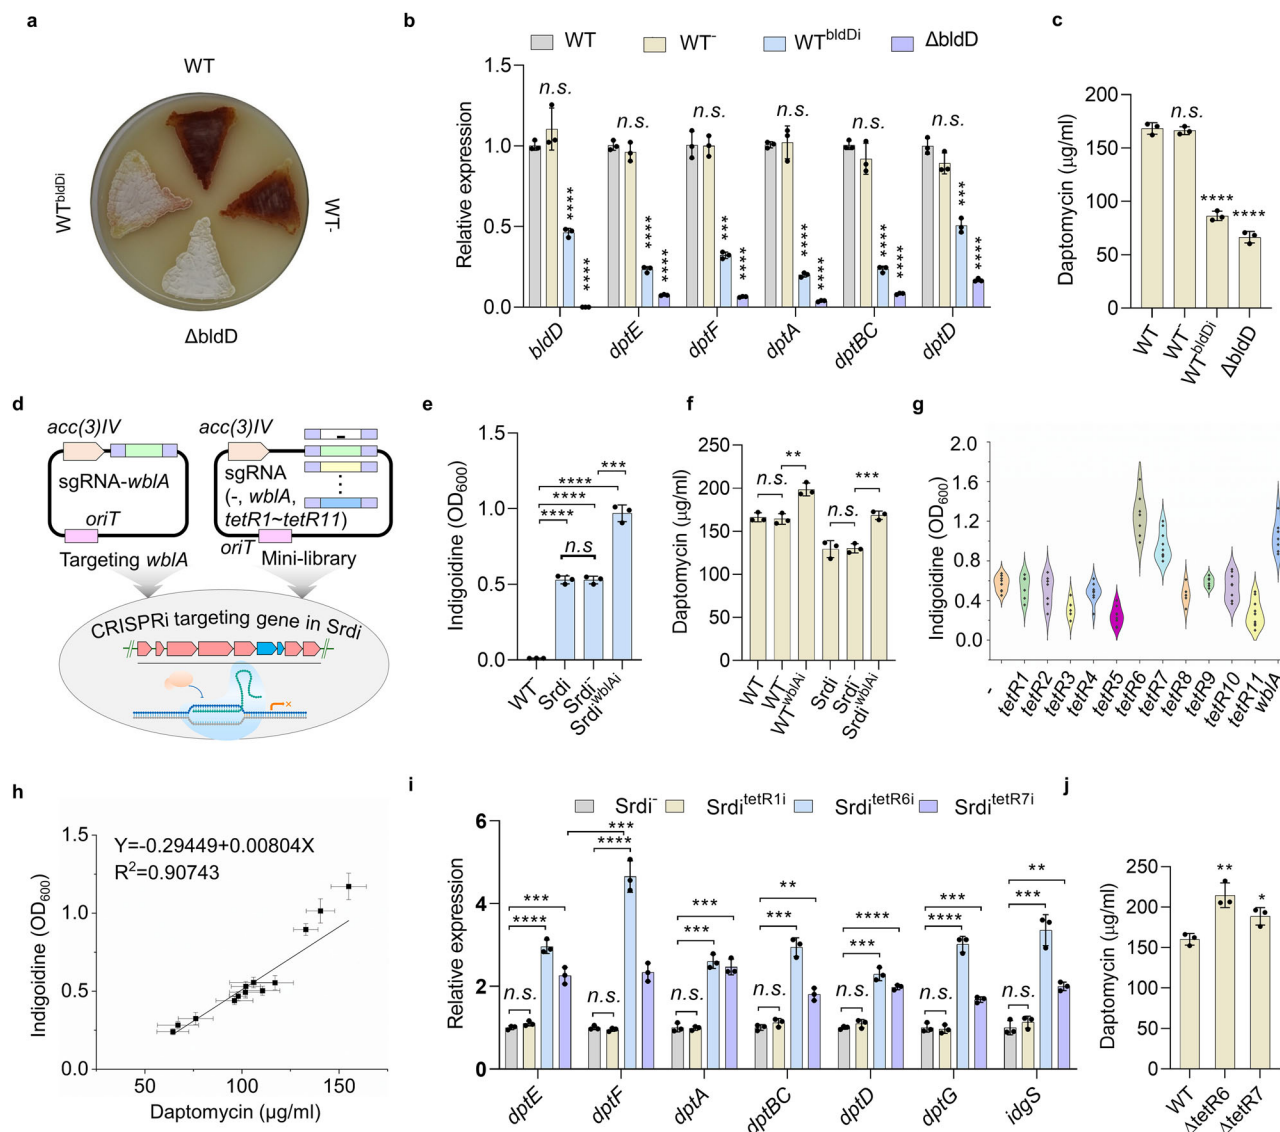 a
WT
WT^bldDi
WT-
ΔbldD
b
WT
WT-
WT^bldDi
ΔbldD
Relative expression
1.5
1.0
0.5
0.0
n.s. **** ****
n.s. **** ****
n.s. *** ****
n.s. **** ****
n.s. **** ****
n.s. *** ****
bldD
dptE
dptF
dptA
dptBC
dptD
c
Daptomycin (μg/ml)
200
150
100
50
0
n.s.
**** ****
WT
WT-
WT^bldDi
ΔbldD
d
acc(3)IV
acc(3)IV
sgRNA-wblA
sgRNA
(-, wblA,
tetR1~tetR11)
oriT
oriT
Targeting wblA
Mini-library
CRISPRi targeting gene in Srdi
e
Indigoidine (OD600)
1.5
1.0
0.5
0.0
***
****
****
****
n.s
WT-
Srdi
Srdi-
Srdi^WblAi
f
Daptomycin (μg/ml)
250
200
150
100
50
0
n.s.
**
n.s.
***
WT
WT-
WT^WblAi
Srdi
Srdi-
Srdi^wblAi
g
Indigoidine (OD600)
2.0
1.6
1.2
0.8
0.4
0.0
-
tetR1
tetR2
tetR3
tetR4
tetR5
tetR6
tetR7
tetR8
tetR9
tetR10
tetR11
wblA
h
Y=-0.29449+0.00804X
R2=0.90743
Indigoidine (OD600)
1.5
1.0
0.5
0.0
50
100
150
Daptomycin (μg/ml)
i
Srdi-
Srdi^tetR1i
Srdi^tetR6i
Srdi^tetR7i
Relative expression
6
4
2
0
***
****
n.s.
***
****
n.s.
***
***
n.s.
**
***
n.s.
****
***
n.s.
***
****
n.s.
**
***
n.s.
dptE
dptF
dptA
dptBC
dptD
dptG
idgS
j
Daptomycin (μg/ml)
250
200
150
100
50
0
**
*
WT
ΔtetR6
ΔtetR7